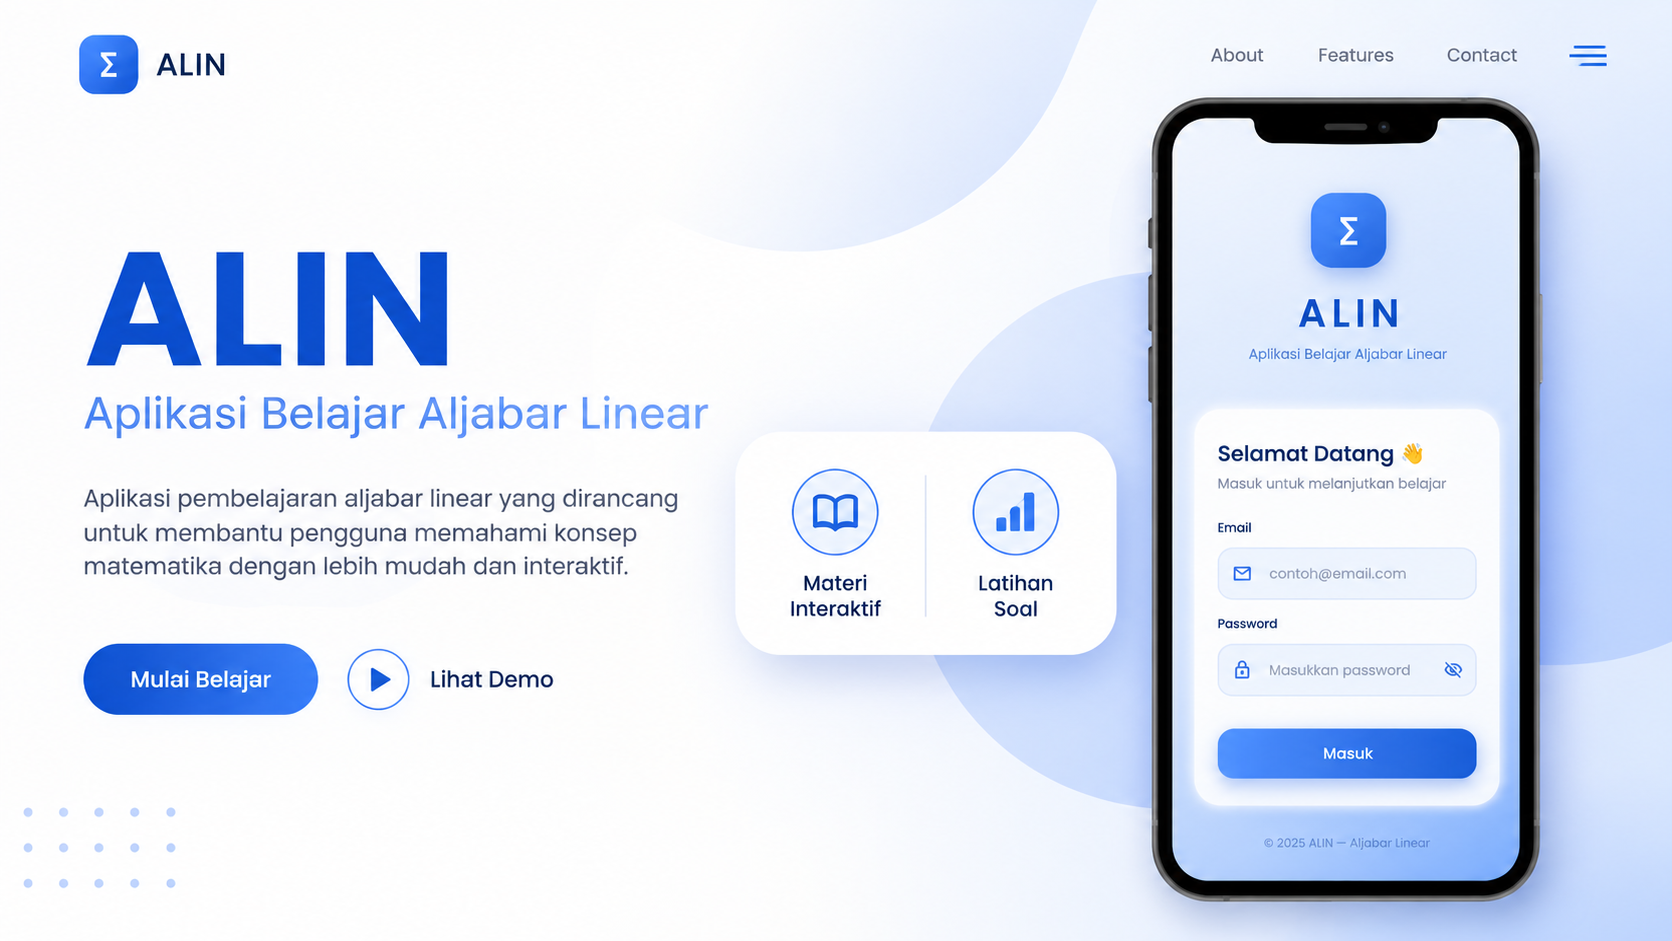 Σ ALIN
About Features Contact
ALIN
Aplikasi Belajar Aljabar Linear
Aplikasi pembelajaran aljabar linear yang dirancang
untuk membantu pengguna memahami konsep
matematika dengan lebih mudah dan interaktif.
Mulai Belajar
Lihat Demo
Materi
Interaktif
Latihan
Soal
Σ
ALIN
Aplikasi Belajar Aljabar Linear
Selamat Datang 👋
Masuk untuk melanjutkan belajar
Email
contoh@email.com
Password
Masukkan password
Masuk
© 2025 ALIN — Aljabar Linear